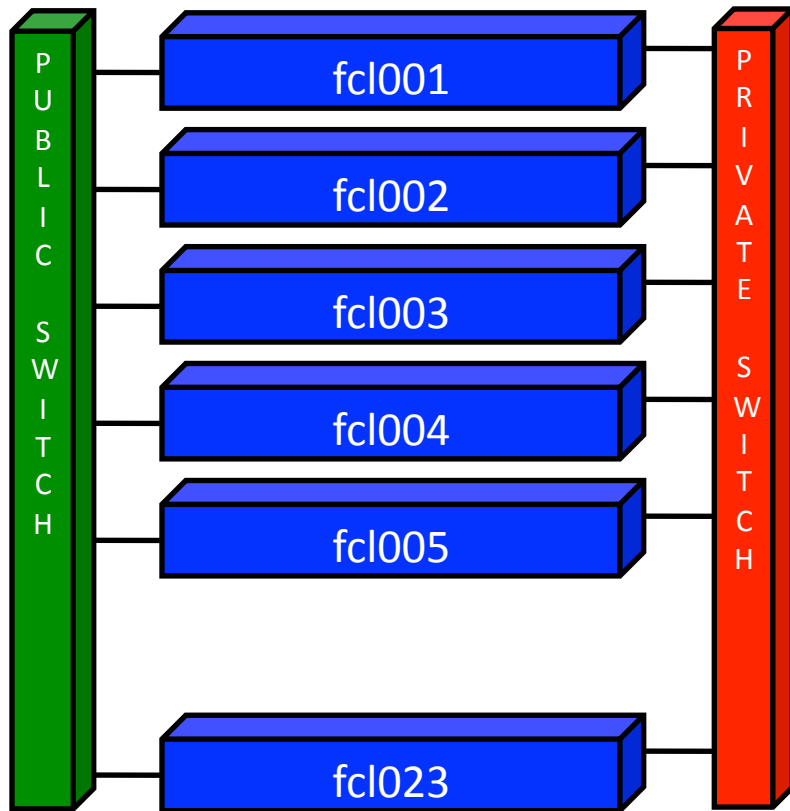 PUBLIC SWITCH
fcl001
fcl002
fcl003
fcl004
fcl005
fcl023
PRIVATE SWITCH